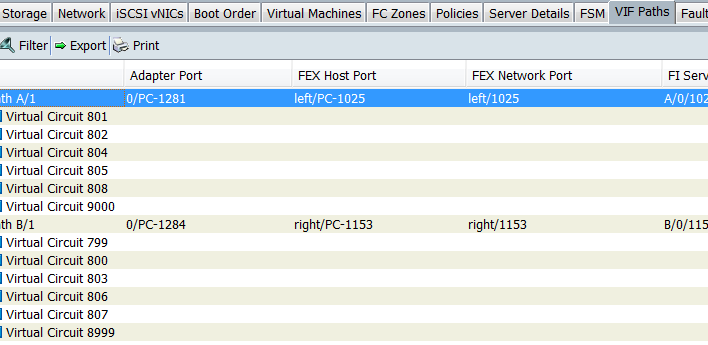 Storage Network iSCSI vNICs Boot Order Virtual Machines FC Zones Policies Server Details FSM VIF Paths Fault
Filter Export Print
Adapter Port FEX Host Port FEX Network Port FI Serv
th A/1 0/PC-1281 left/PC-1025 left/1025 A/0/102
Virtual Circuit 801
Virtual Circuit 802
Virtual Circuit 804
Virtual Circuit 805
Virtual Circuit 808
Virtual Circuit 9000
th B/1 0/PC-1284 right/PC-1153 right/1153 B/0/115
Virtual Circuit 799
Virtual Circuit 800
Virtual Circuit 803
Virtual Circuit 806
Virtual Circuit 807
Virtual Circuit 8999